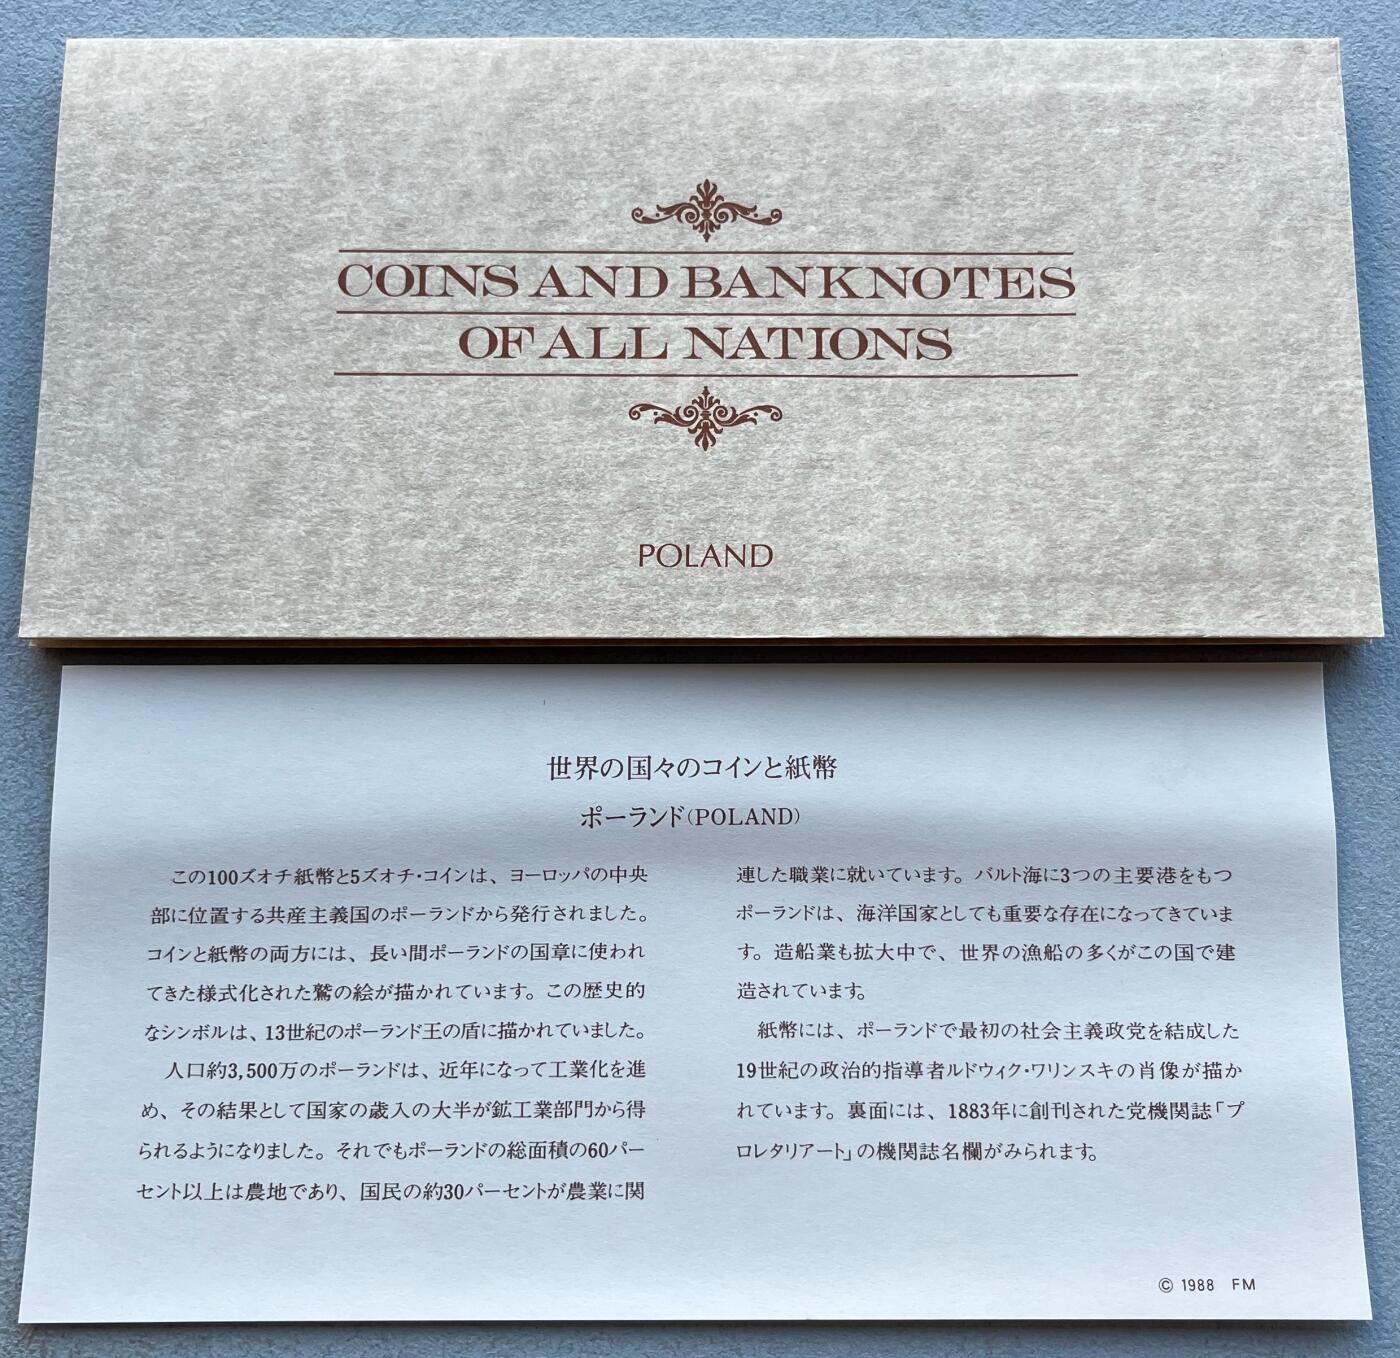 COINS AND BANKNOTES
OF ALL NATIONS
POLAND
世界の国々のコインと紙幣
ポーランド(POLAND)
この100ズオチ紙幣と5ズオチ・コインは、ヨーロッパの中央
部に位置する共産主義国のポーランドから発行されました。
コインと紙幣の両方には、長い間ポーランドの国章に使われ
てきた様式化された鷲の絵が描かれています。この歴史的
なシンボルは、13世紀のポーランド王の盾に描かれていました。
人口約3,500万のポーランドは、近年になって工業化を進
め、その結果として国家の歳入の大半が鉱工業部門から得
られるようになりました。それでもポーランドの総面積の60パー
セント以上は農地であり、国民の約30パーセントが農業に関
連した職業に就いています。バルト海に3つの主要港をもつ
ポーランドは、海洋国家としても重要な存在になってきていま
す。造船業も拡大中で、世界の漁船の多くがこの国で建
造されています。
紙幣には、ポーランドで最初の社会主義政党を結成した
19世紀の政治的指導者ルドウィク・ワリンスキの肖像が描か
れています。裏面には、1883年に創刊された党機関誌「プ
ロレタリアート」の機関誌名欄がみられます。
© 1988 FM